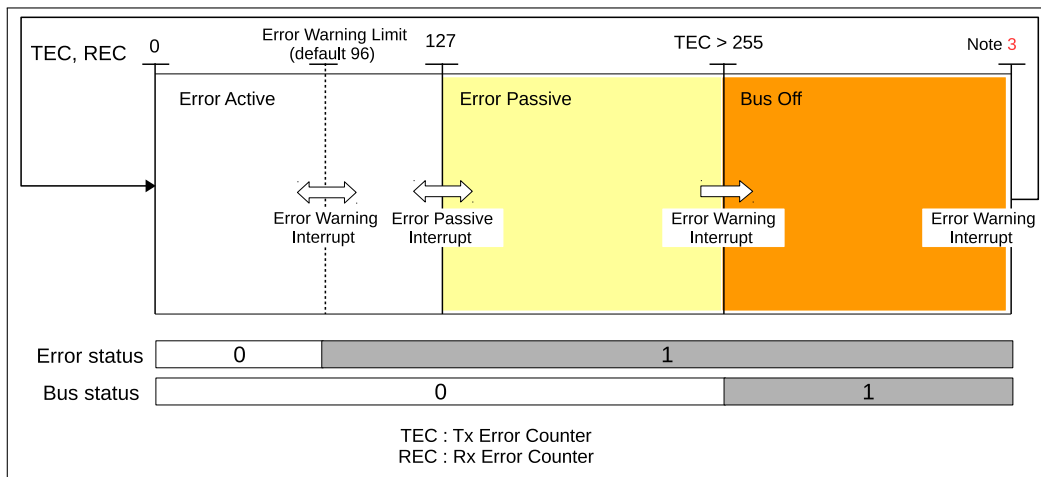 TEC, REC
0
Error Warning Limit
(default 96)
127
TEC > 255
Note 3
Error Active
Error Passive
Bus Off
Error Warning
Interrupt
Error Passive
Interrupt
Error Warning
Interrupt
Error Warning
Interrupt
Error status
0
1
Bus status
0
1
TEC : Tx Error Counter
REC : Rx Error Counter